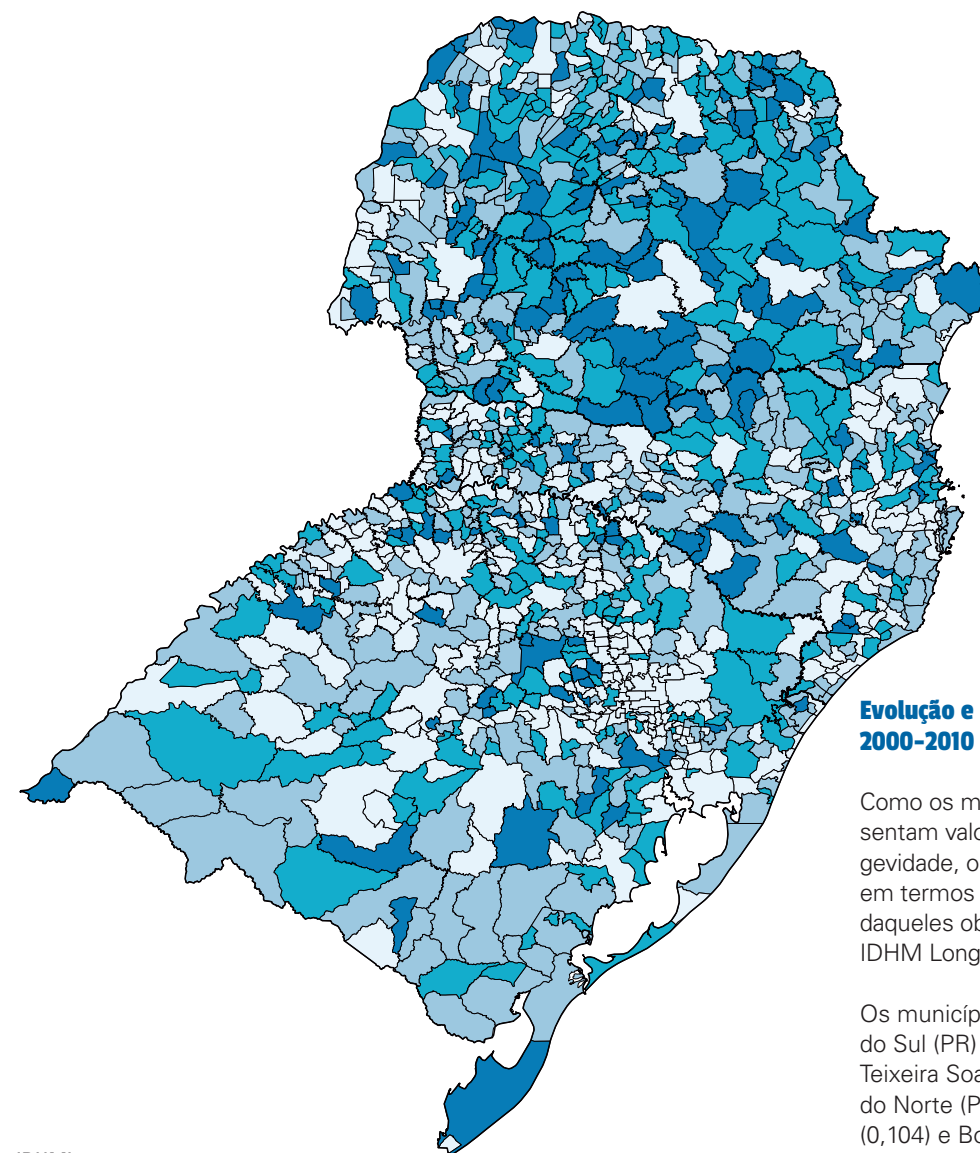 Evolução e
2000-2010
Como os m
sentam valo
gevidade, o
em termos
daqueles ob
IDHM Long
Os municíp
do Sul (PR)
Teixeira Soa
do Norte (P
(0,104) e Bo